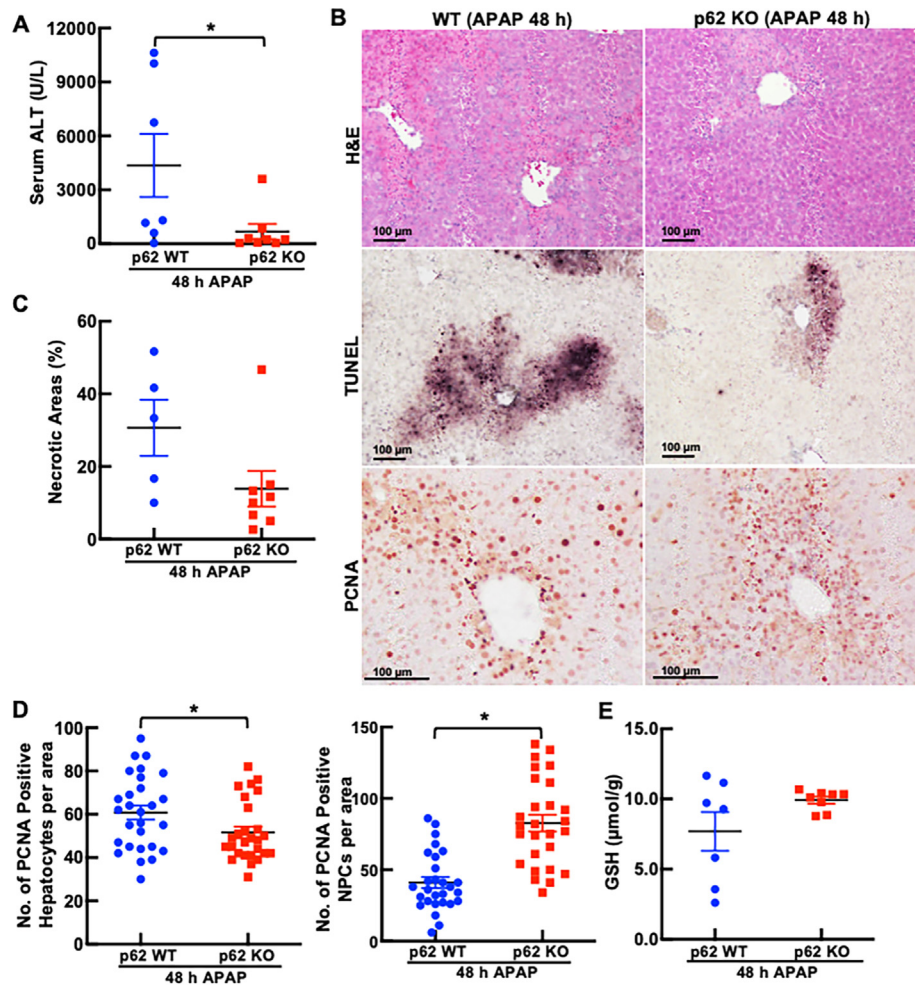 A
Serum ALT (U/L)
12000
9000
6000
3000
0
*
p62 WT p62 KO
48 h APAP
B
WT (APAP 48 h) p62 KO (APAP 48 h)
H&E
100 µm 100 µm
TUNEL
100 µm 100 µm
PCNA
100 µm 100 µm
C
Necrotic Areas (%)
60
40
20
0
p62 WT p62 KO
48 h APAP
D
No. of PCNA Positive
Hepatocytes per area
100
80
60
40
20
0
*
p62 WT p62 KO
48 h APAP
No. of PCNA Positive
NPCs per area
150
100
50
0
*
p62 WT p62 KO
48 h APAP
E
GSH (µmol/g)
15.0
10.0
5.0
0.0
p62 WT p62 KO
48 h APAP